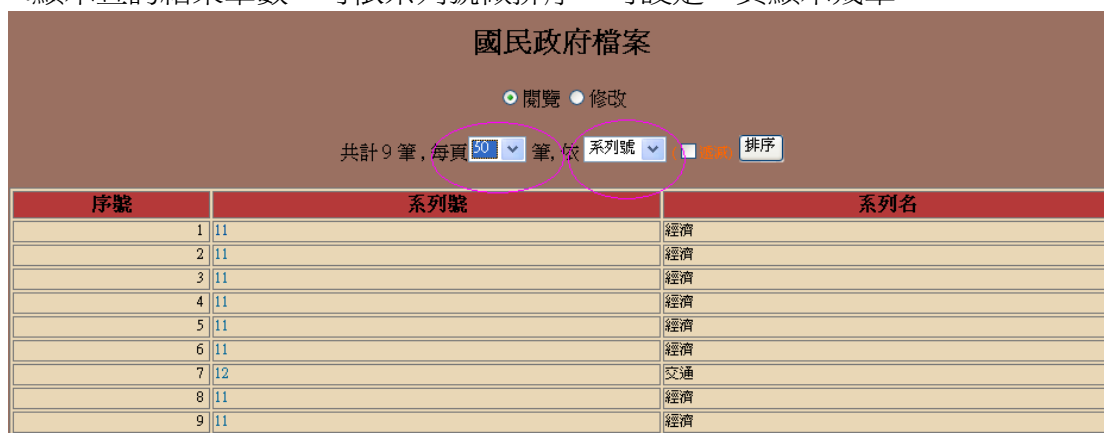 國民政府檔案
閱覽 修改
共計 9 筆 , 每頁 50 筆, 依 系列號 (遞減) 排序
序號 系列號 系列名
1 11 經濟
2 11 經濟
3 11 經濟
4 11 經濟
5 11 經濟
6 11 經濟
7 12 交通
8 11 經濟
9 11 經濟